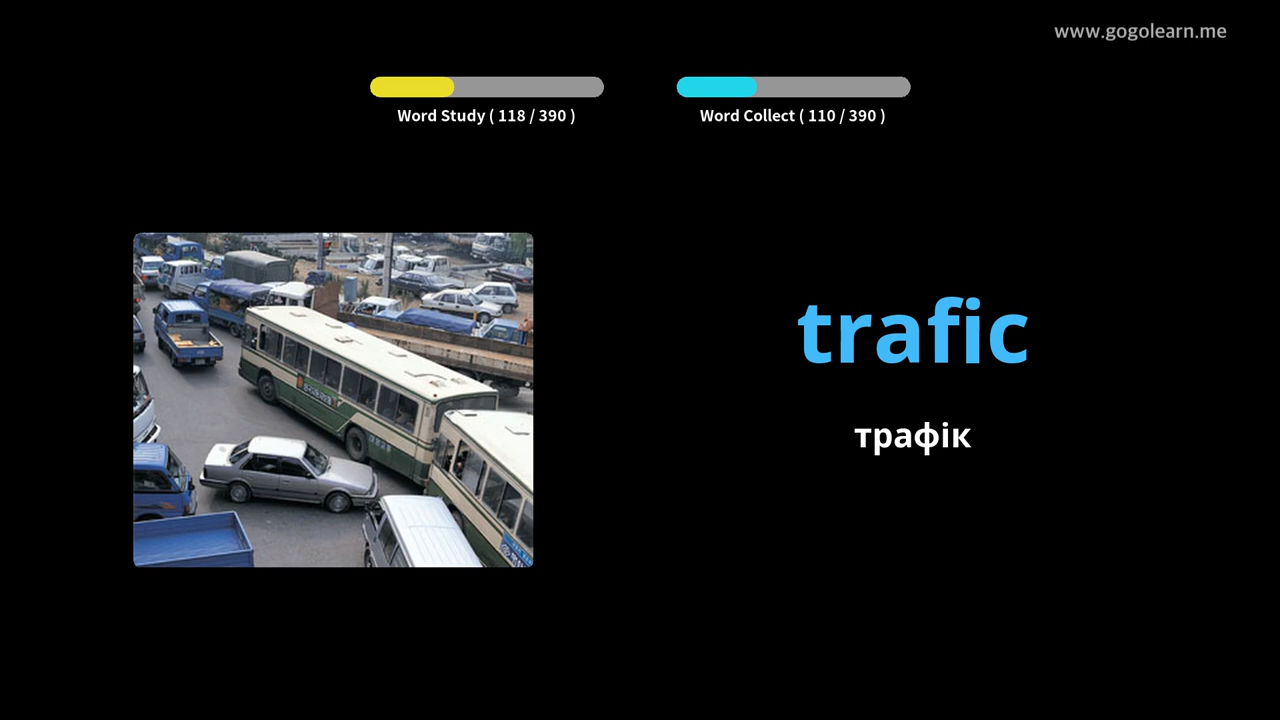 www.gogolearn.me
Word Study ( 118 / 390 )
Word Collect ( 110 / 390 )
trafic
трафік